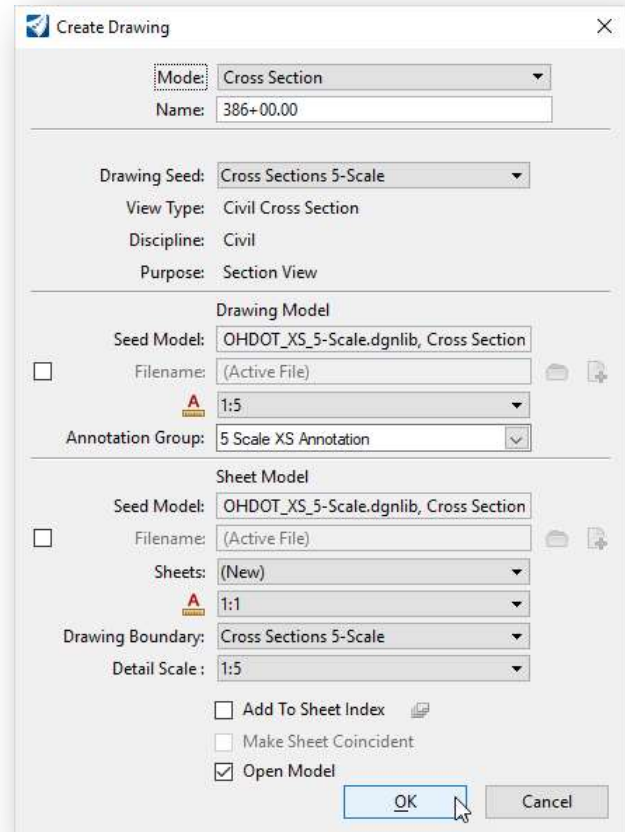 Create Drawing
Mode: Cross Section
Name: 386+00.00
Drawing Seed: Cross Sections 5-Scale
View Type: Civil Cross Section
Discipline: Civil
Purpose: Section View
Drawing Model
Seed Model: OHDOT_XS_5-Scale.dgnlib, Cross Section
Filename: (Active File)
A 1:5
Annotation Group: 5 Scale XS Annotation
Sheet Model
Seed Model: OHDOT_XS_5-Scale.dgnlib, Cross Section
Filename: (Active File)
Sheets: (New)
A 1:1
Drawing Boundary: Cross Sections 5-Scale
Detail Scale : 1:5
Add To Sheet Index
Make Sheet Coincident
Open Model
OK Cancel